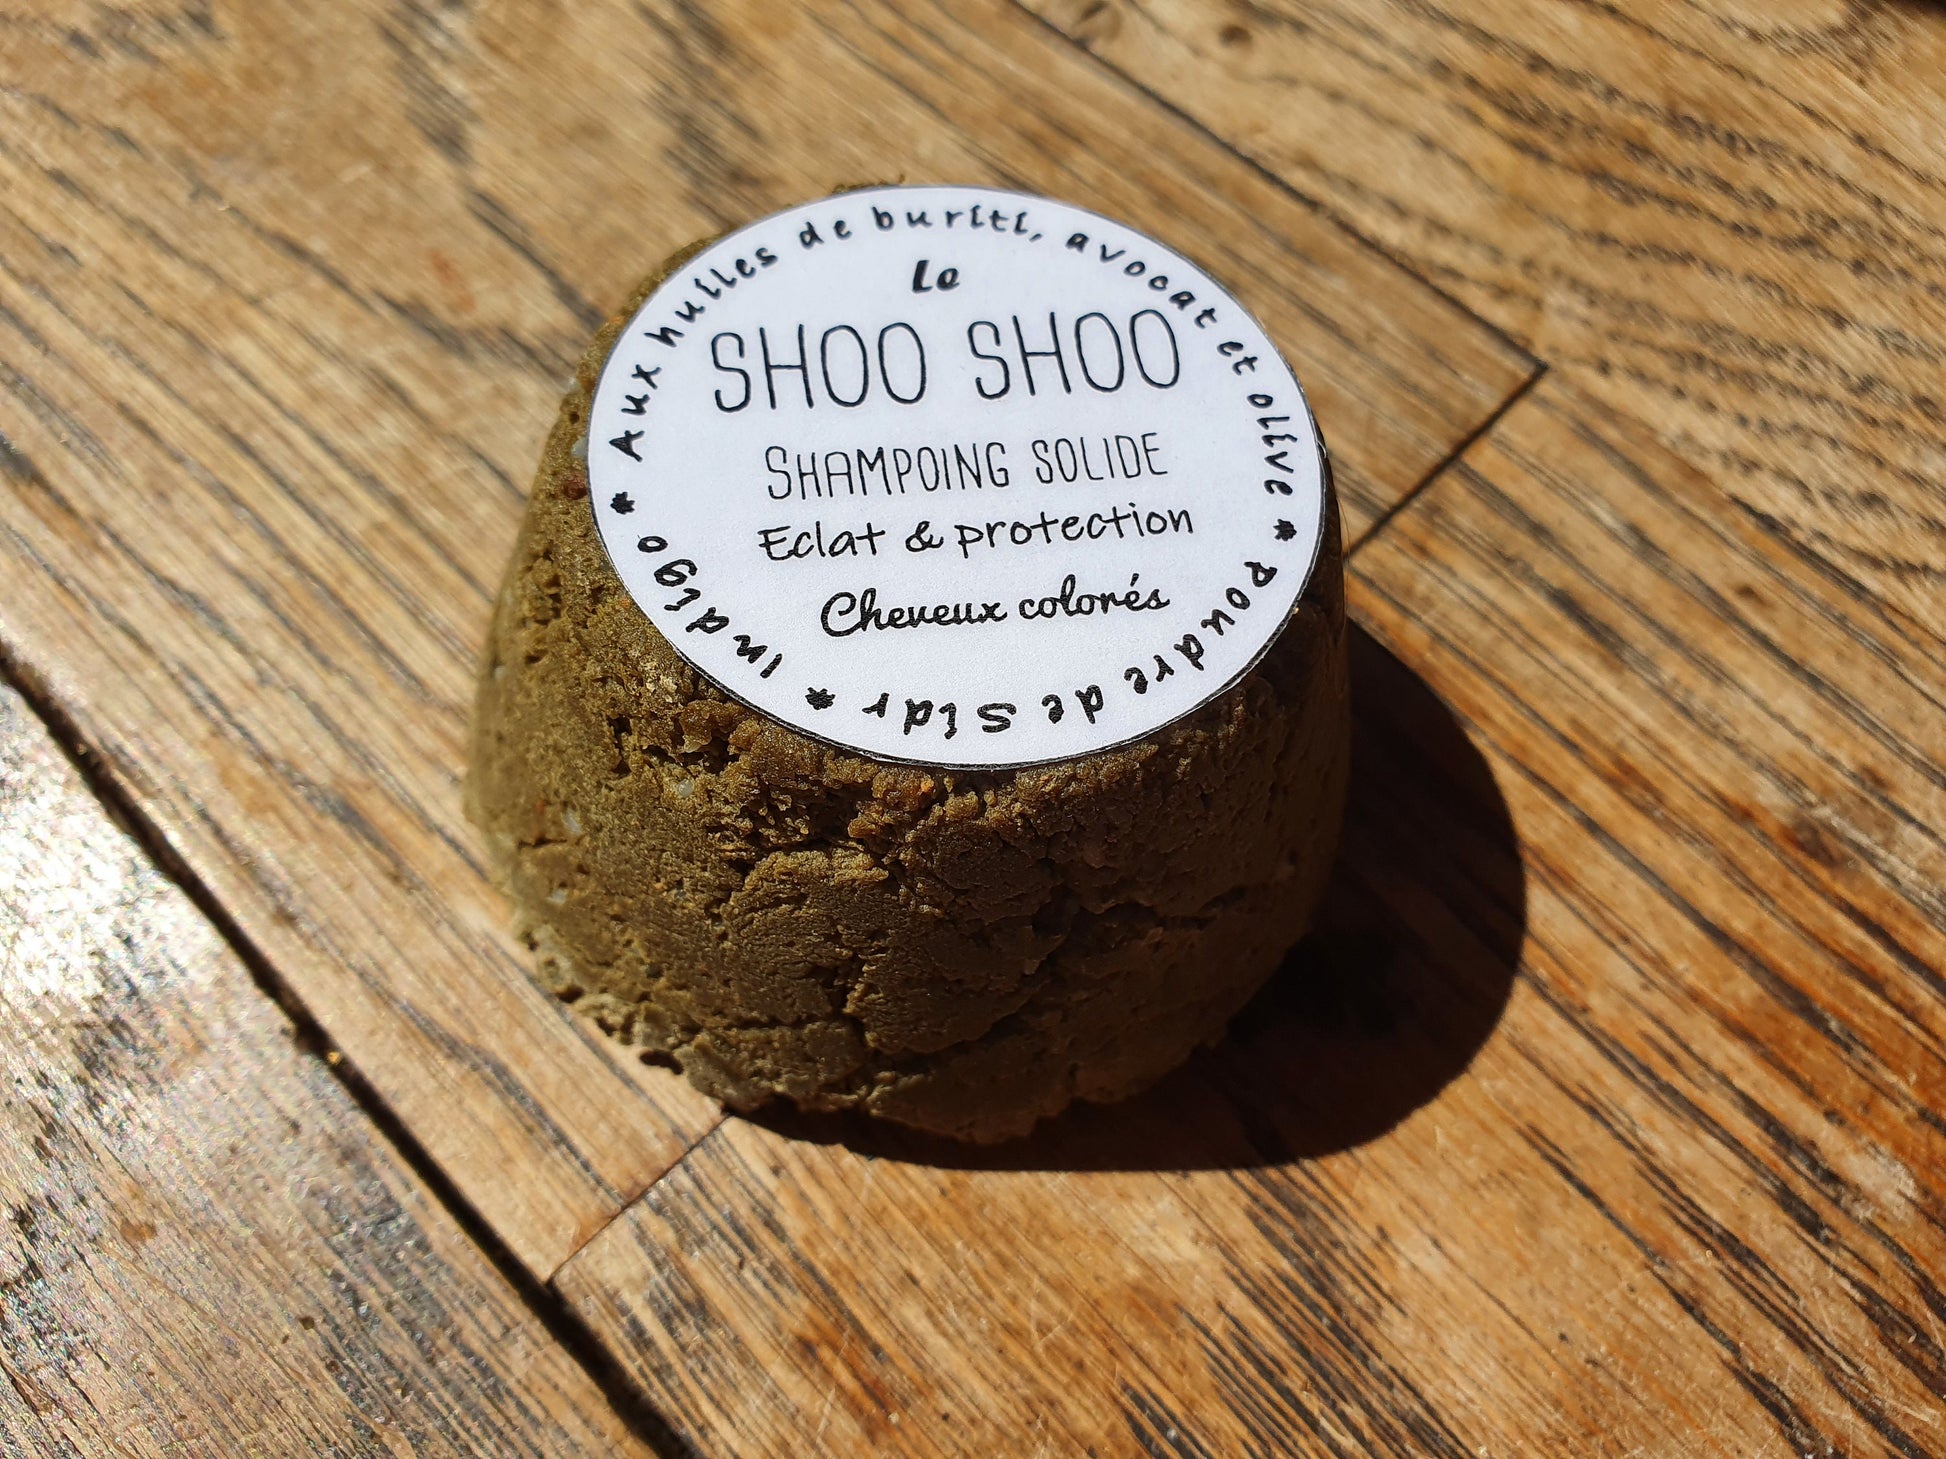 Le
SHOO SHOO
SHAMPOING SOLIDE
Eclat & protection
Cheveux colorés
Aux huiles de buriti, avocat et olive * Poudre de Sidr * Indigo *